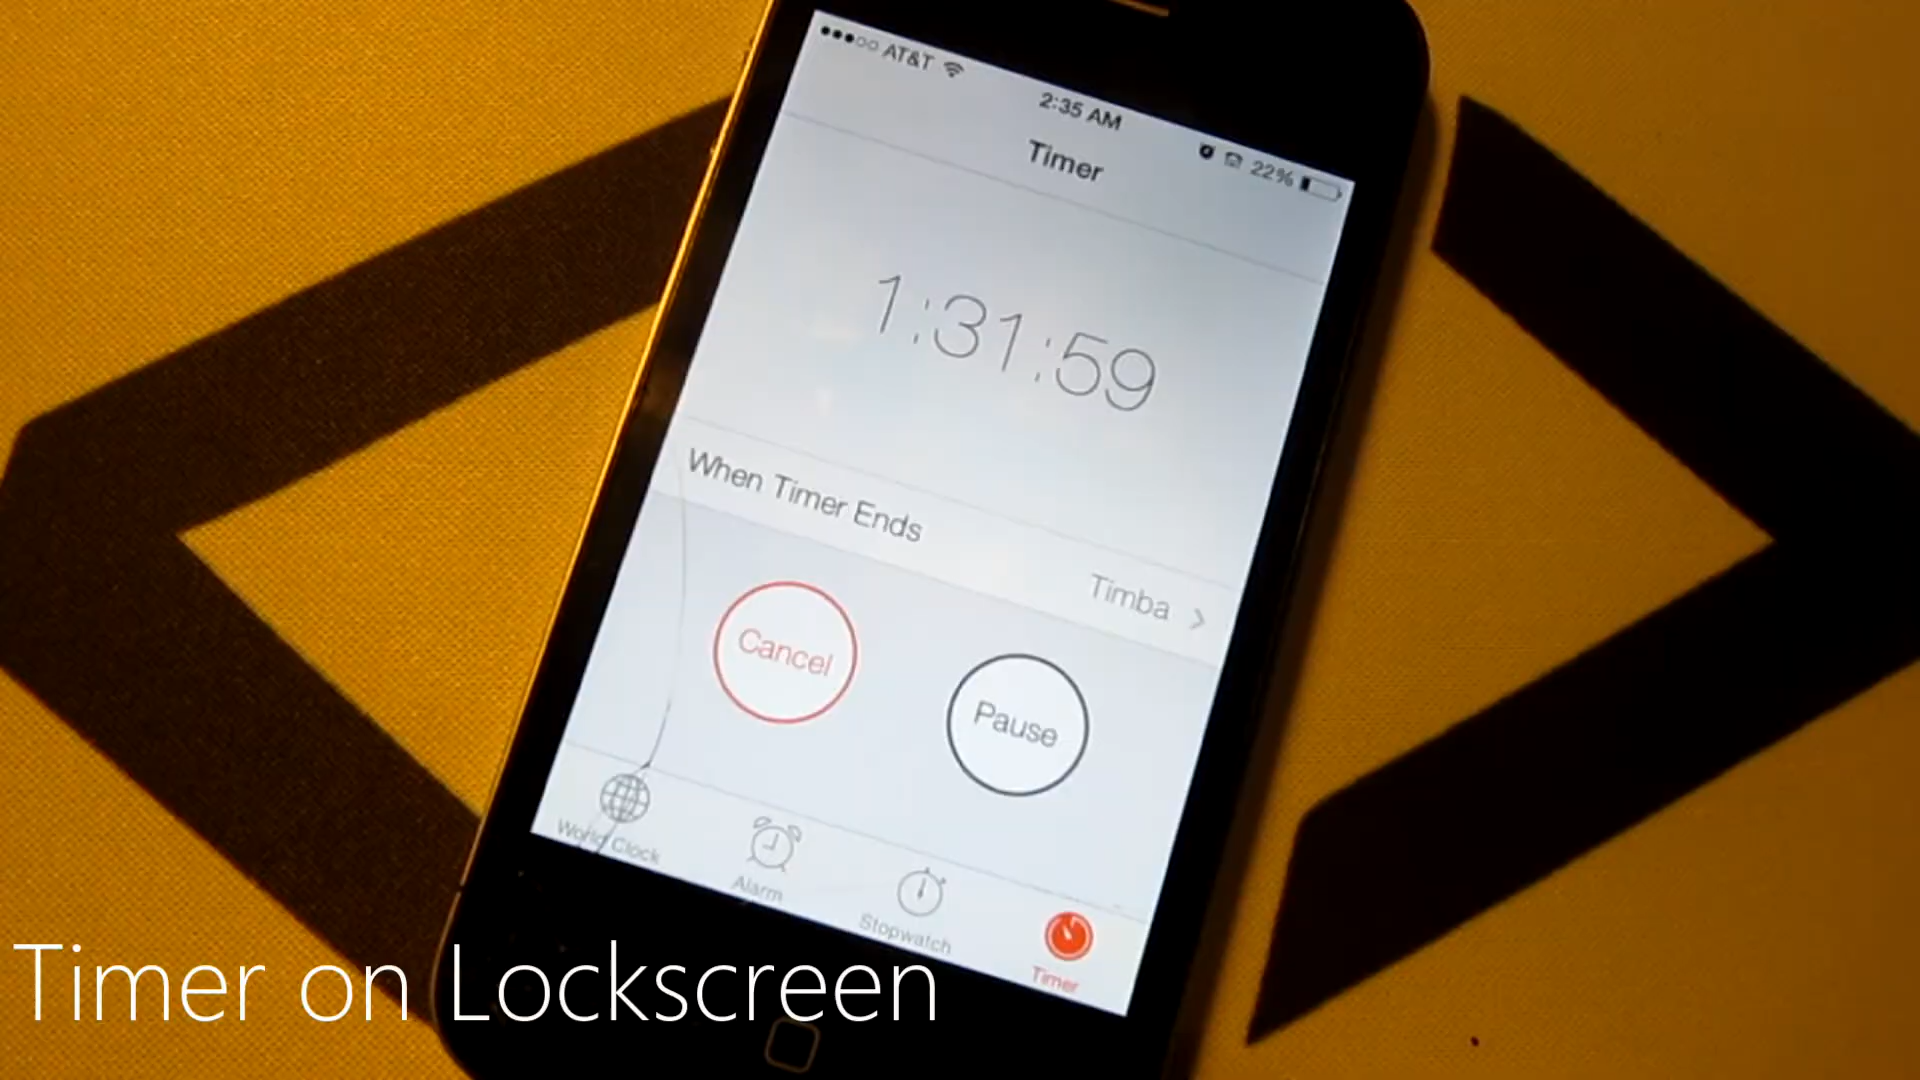 AT&T
2:35 AM
22%
Timer
1:31:59
When Timer Ends
Timba
Cancel
Pause
World Clock
Alarm
Stopwatch
Timer
Timer on Lockscreen